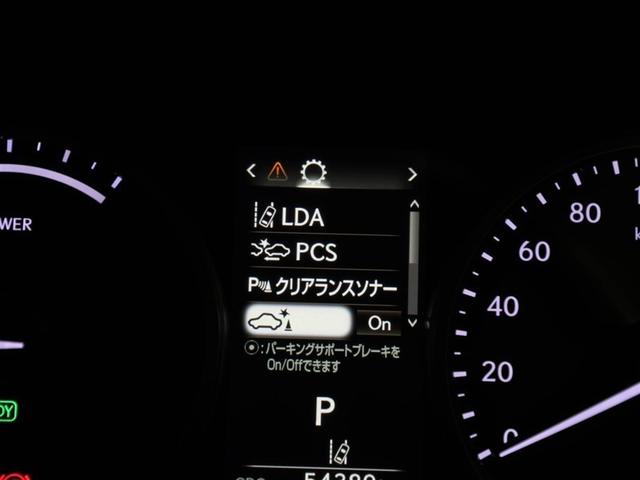 LDA
PCS
P クリアランスソナー
On
:パーキングサポートブレーキを
On/Offできます
P
80
60
40
20
0